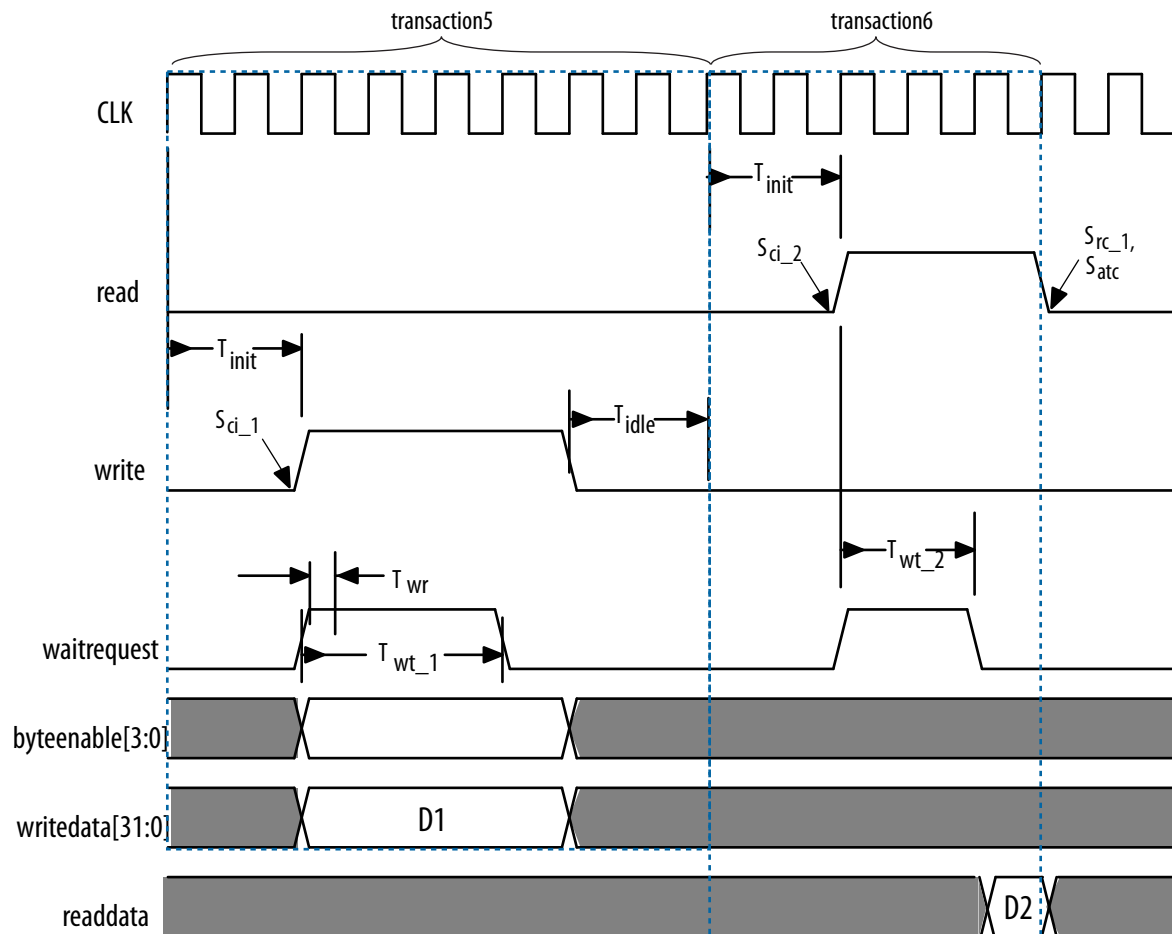 transaction5
transaction6
CLK
T init
S ci_2
S rc_1,
S atc
read
T init
S ci_1
T idle
write
T wr
T wt_2
waitrequest
T wt_1
byteenable[3:0]
writedata[31:0]
D1
readdata
D2